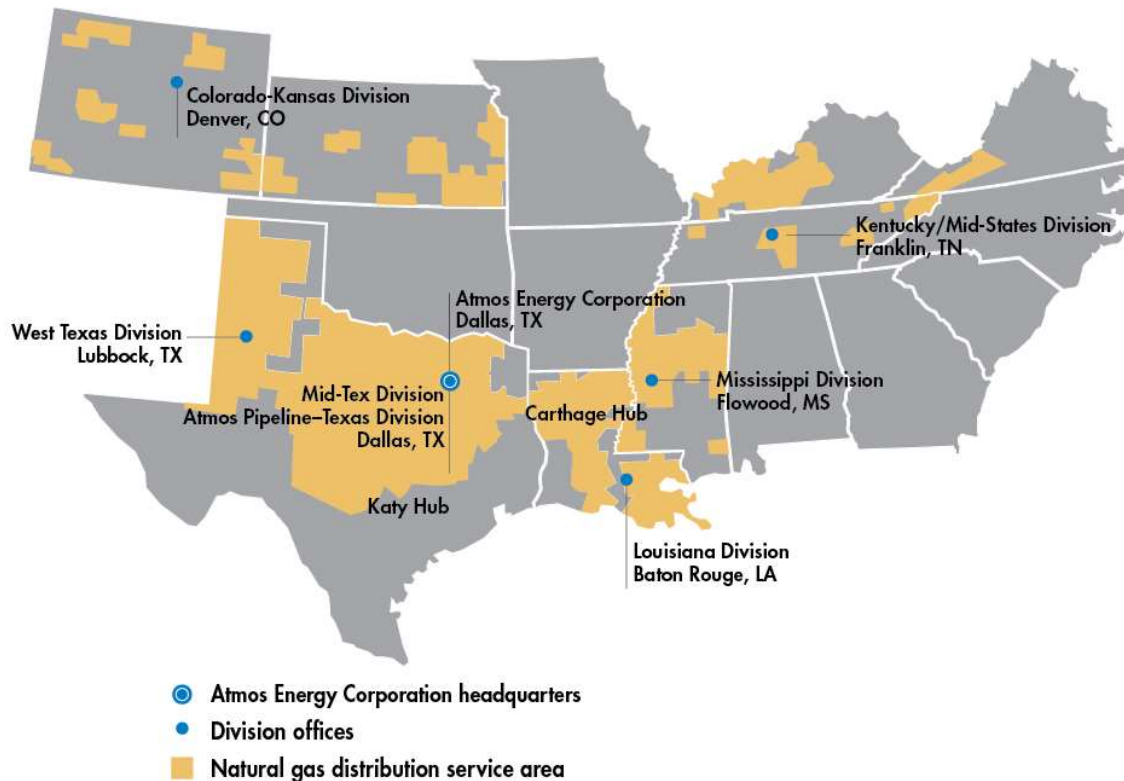 Colorado-Kansas Division
Denver, CO
Kentucky/Mid-States Division
Franklin, TN
Atmos Energy Corporation
Dallas, TX
West Texas Division
Lubbock, TX
Mid-Tex Division
Atmos Pipeline–Texas Division
Dallas, TX
Carthage Hub
Mississippi Division
Flowood, MS
Katy Hub
Louisiana Division
Baton Rouge, LA
Atmos Energy Corporation headquarters
Division offices
Natural gas distribution service area